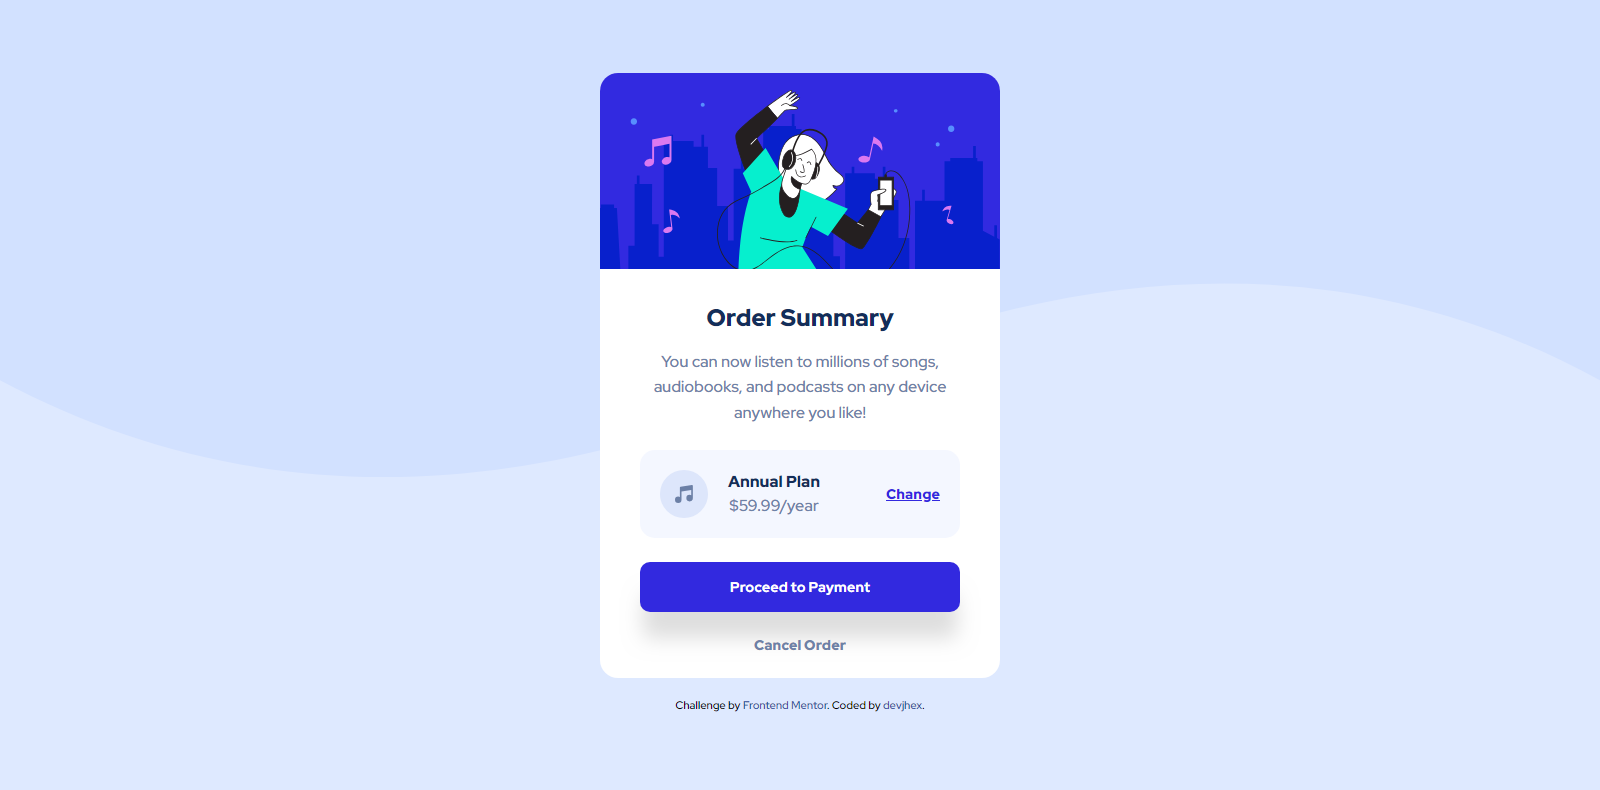 Order Summary
You can now listen to millions of songs,
audiobooks, and podcasts on any device
anywhere you like!
Annual Plan
$59.99/year
Change
Proceed to Payment
Cancel Order
Challenge by Frontend Mentor. Coded by devjhex.